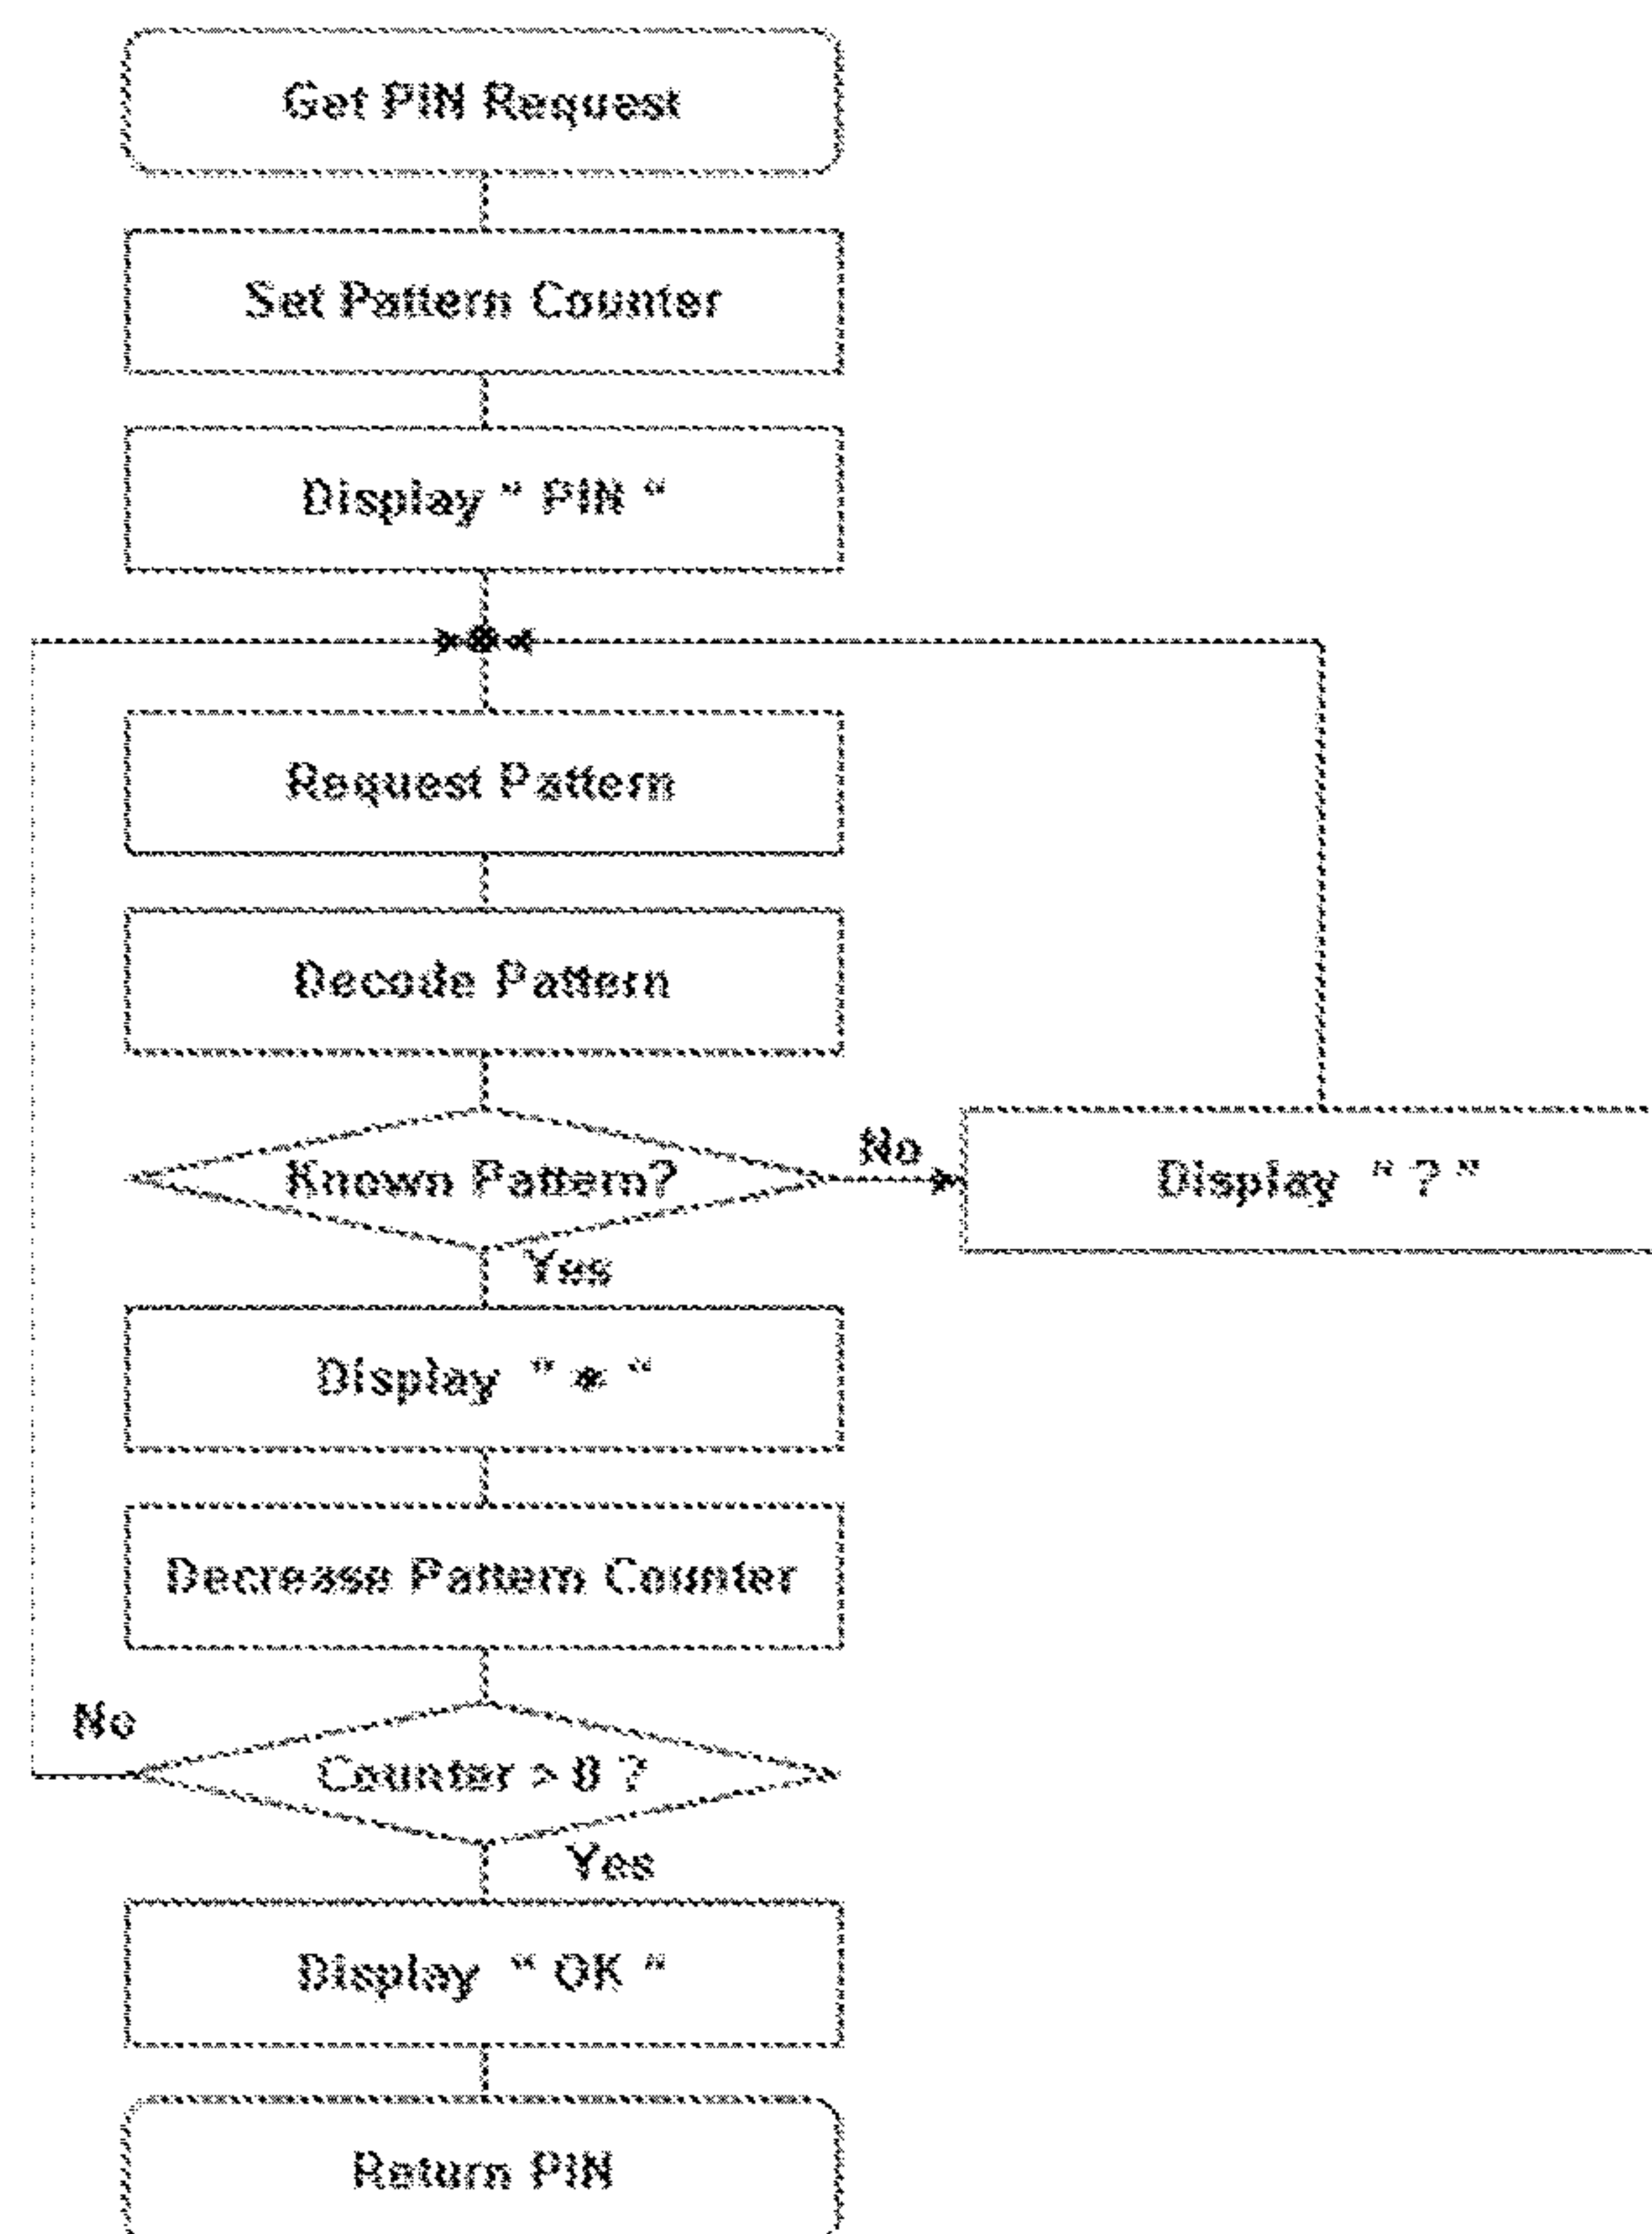 Get PIN Request
Set Pattern Counter
Display " PIN "
Request Pattern
Decode Pattern
Known Pattern?
No
Display " ? "
Yes
Display " * "
Decrease Pattern Counter
No
Counter > 0 ?
Yes
Display " OK "
Return PIN